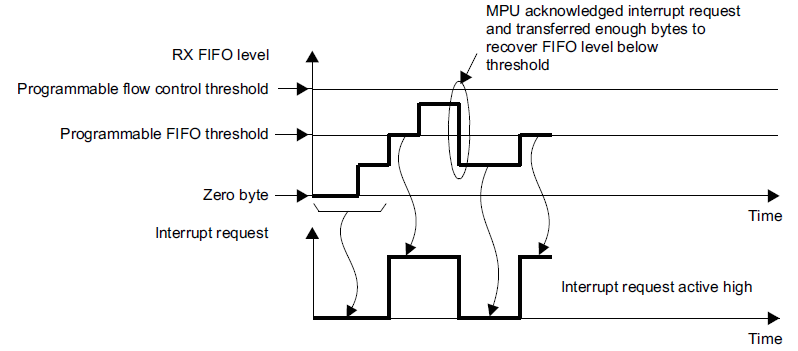 MPU acknowledged interrupt request
and transferred enough bytes to
recover FIFO level below
threshold
RX FIFO level
Programmable flow control threshold
Programmable FIFO threshold
Zero byte
Time
Interrupt request
Interrupt request active high
Time